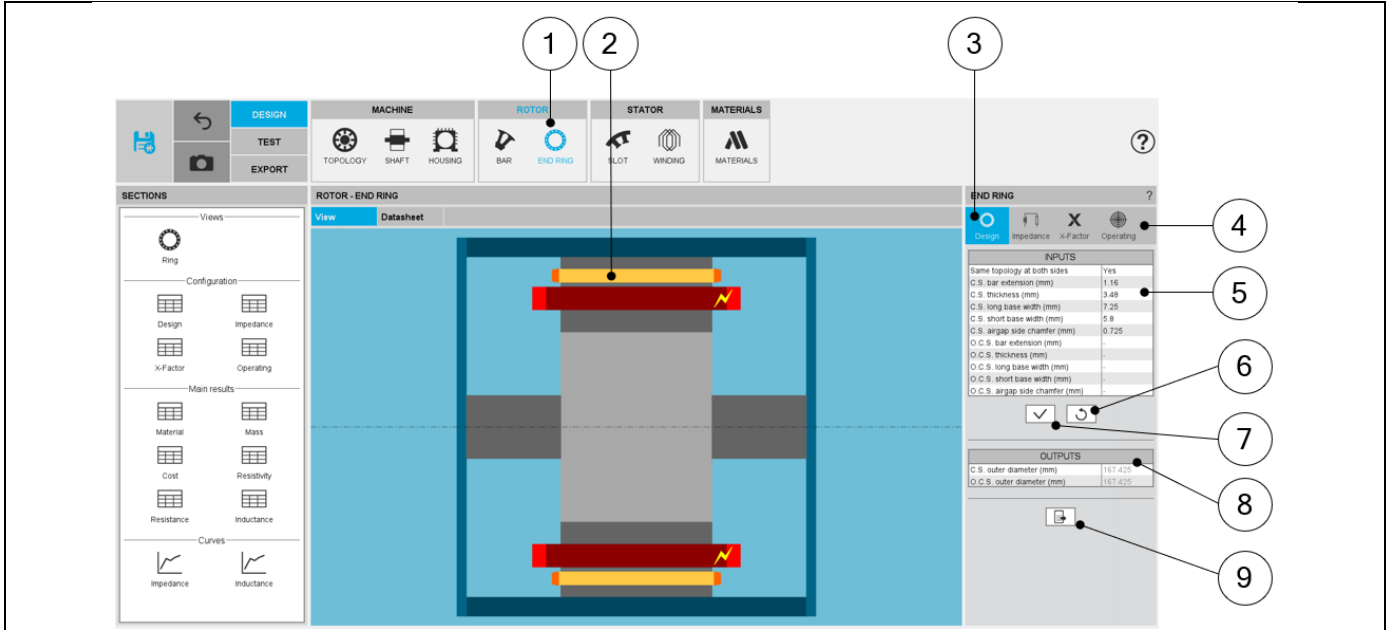 1 2 3
DESIGN
TEST
EXPORT
MACHINE
TOPOLOGY SHAFT HOUSING
ROTOR
BAR END RING
STATOR
SLOT WINDING
MATERIALS
MATERIALS
?
SECTIONS
Views
Ring
Configuration
Design Impedance
X-Factor Operating
Main results
Material Mass
Cost Resistivity
Resistance Inductance
Curves
Impedance Inductance
ROTOR - END RING
View Datasheet
END RING ?
Design Impedance X-Factor Operating
INPUTS
Same topology at both sides Yes
C.S. bar extension (mm) 1.16
C.S. thickness (mm) 3.48
C.S. long base width (mm) 7.25
C.S. short base width (mm) 5.8
C.S. airgap side chamfer (mm) 0.725
O.C.S. bar extension (mm) -
O.C.S. thickness (mm) -
O.C.S. long base width (mm) -
O.C.S. short base width (mm) -
O.C.S. airgap side chamfer (mm) -
OUTPUTS
C.S. outer diameter (mm) 167.425
O.C.S. outer diameter (mm) 167.425
4
5
6
7
8
9